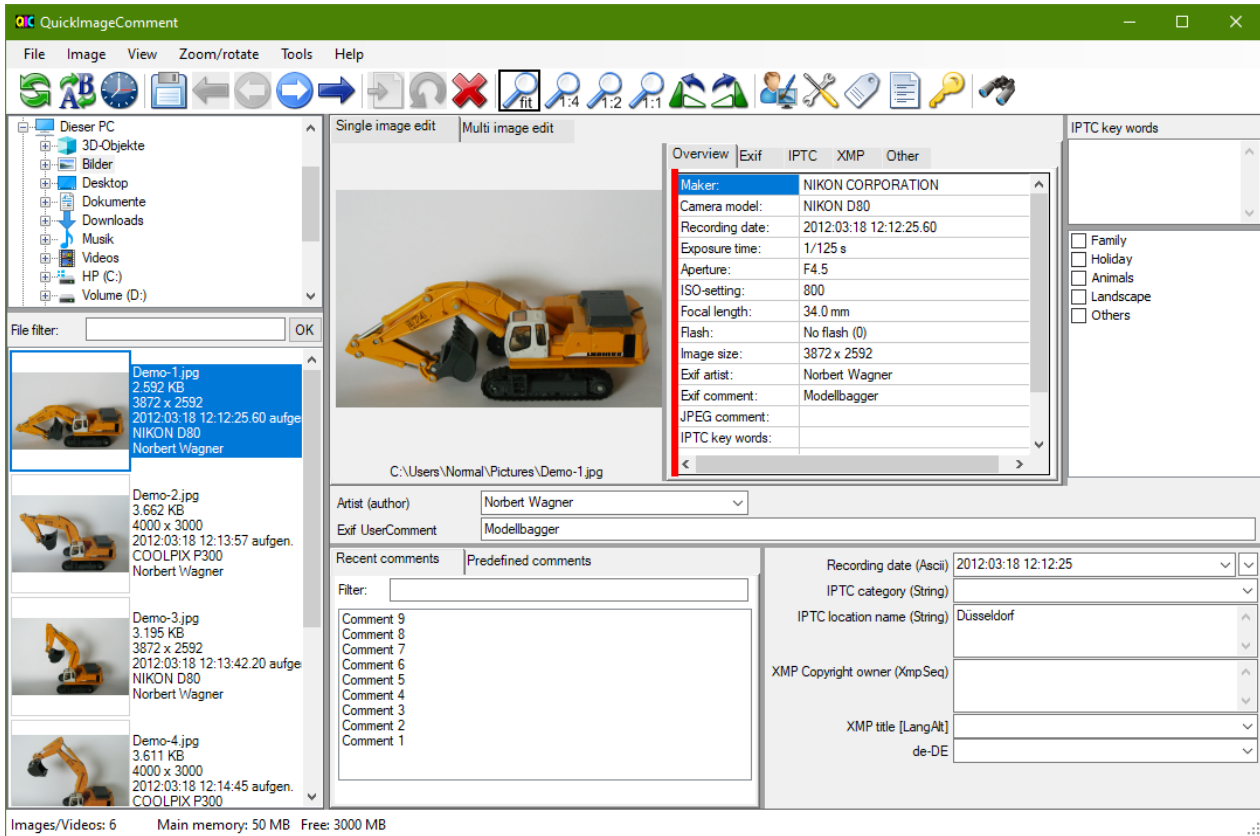 QIC QuickImageComment
File Image View Zoom/rotate Tools Help
AB fit 1:4 1:2 1:1
Dieser PC
3D-Objekte
Bilder
Desktop
Dokumente
Downloads
Musik
Videos
HP (C:)
Volume (D:)
File filter: OK
Demo-1.jpg
2.592 KB
3872 x 2592
2012:03:18 12:12:25.60 aufge
NIKON D80
Norbert Wagner
Demo-2.jpg
3.662 KB
4000 x 3000
2012:03:18 12:13:57 aufgen.
COOLPIX P300
Norbert Wagner
Demo-3.jpg
3.195 KB
3872 x 2592
2012:03:18 12:13:42.20 aufge
NIKON D80
Norbert Wagner
Demo-4.jpg
3.611 KB
4000 x 3000
2012:03:18 12:14:45 aufgen.
COOLPIX P300
Single image edit Multi image edit
974
LIEBHERR
C:\Users\Normal\Pictures\Demo-1.jpg
Overview Exif IPTC XMP Other
Maker: NIKON CORPORATION
Camera model: NIKON D80
Recording date: 2012:03:18 12:12:25.60
Exposure time: 1/125 s
Aperture: F4.5
ISO-setting: 800
Focal length: 34.0 mm
Flash: No flash (0)
Image size: 3872 x 2592
Exif artist: Norbert Wagner
Exif comment: Modellbagger
JPEG comment:
IPTC key words:
IPTC key words
Family
Holiday
Animals
Landscape
Others
Artist (author) Norbert Wagner
Exif UserComment Modellbagger
Recent comments Predefined comments
Filter:
Comment 9
Comment 8
Comment 7
Comment 6
Comment 5
Comment 4
Comment 3
Comment 2
Comment 1
Recording date (Ascii) 2012:03:18 12:12:25
IPTC category (String)
IPTC location name (String) Düsseldorf
XMP Copyright owner (XmpSeq)
XMP title [LangAlt]
de-DE
Images/Videos: 6 Main memory: 50 MB Free: 3000 MB